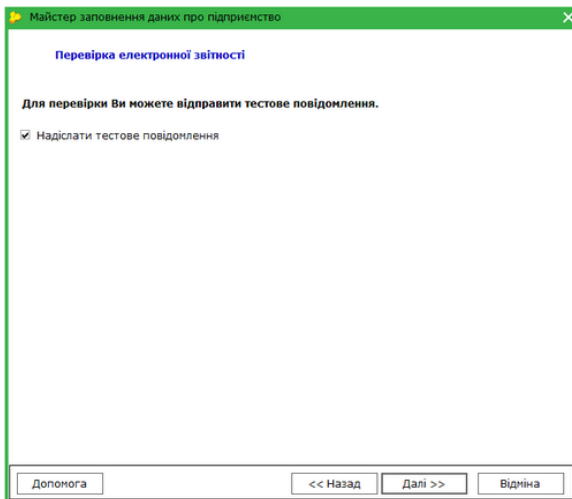 Майстер заповнення даних про підприємство
Перевірка електронної звітності
Для перевірки Ви можете відправити тестове повідомлення.
Надіслати тестове повідомлення
Допомога
<< Назад
Далі >>
Відміна